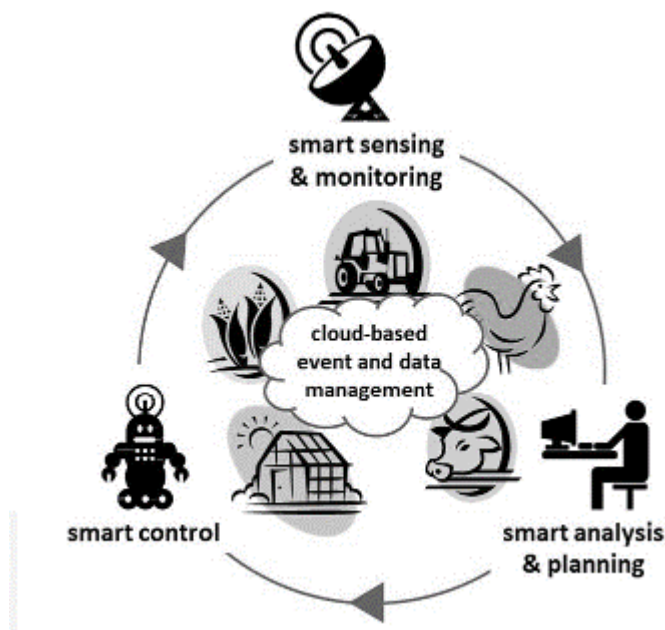 smart sensing
& monitoring
cloud-based
event and data
management
smart control
smart analysis
& planning